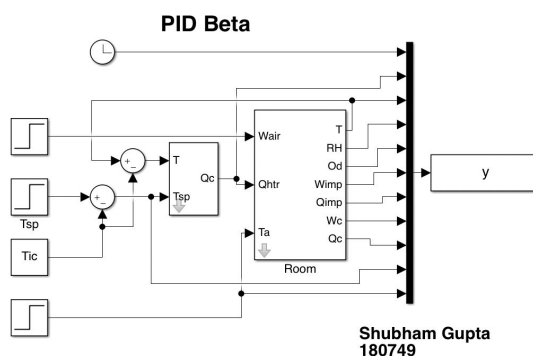 PID Beta
Wair
T
RH
Od
T
Qc
Qhtr
Wimp
Qimp
y
Tsp
Wc
Tsp
Ta
Qc
Tic
Room
Shubham Gupta
180749